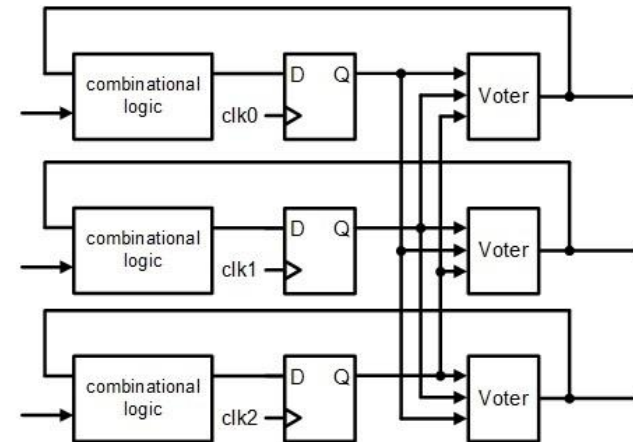 combinational
logic
D Q
clk0
Voter
combinational
logic
D Q
clk1
Voter
combinational
logic
D Q
clk2
Voter